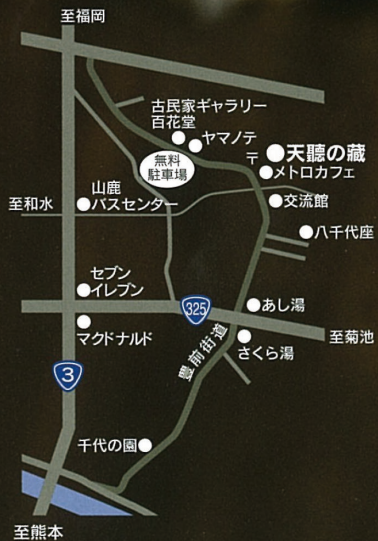 至福岡
古民家ギャラリー
百花堂
ヤマノテ
〒
天聽の蔵
メトロカフェ
無料
駐車場
山鹿
バスセンター
至和水
交流館
八千代座
セブン
イレブン
325
あし湯
マクドナルド
至菊池
さくら湯
豊前街道
3
千代の園
至熊本